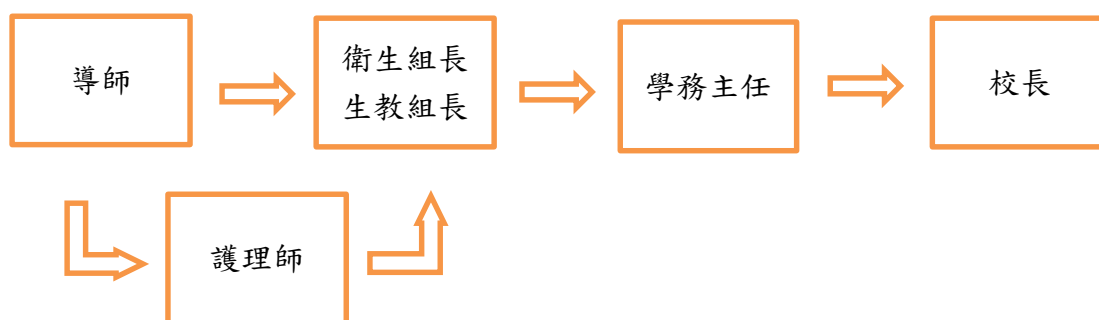 導師
衛生組長
生教組長
學務主任
校長
護理師